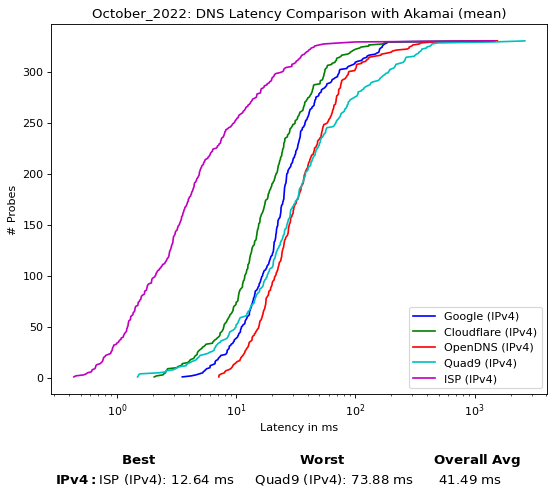 October_2022: DNS Latency Comparison with Akamai (mean)
# Probes
300
250
200
150
100
50
0
Google (IPv4)
Cloudflare (IPv4)
OpenDNS (IPv4)
Quad9 (IPv4)
ISP (IPv4)
10⁰ 10¹ 10² 10³
Latency in ms
Best Worst Overall Avg
IPv4: ISP (IPv4): 12.64 ms Quad9 (IPv4): 73.88 ms 41.49 ms